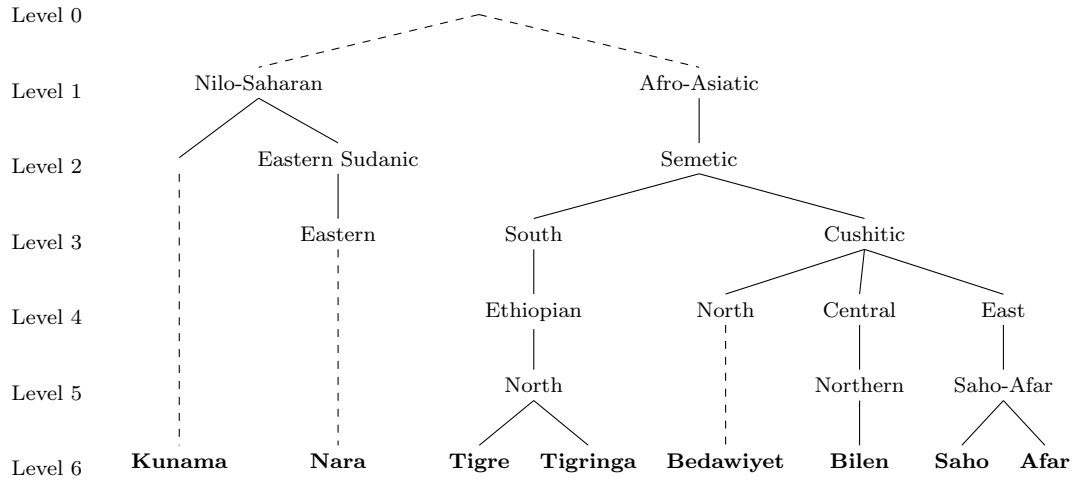 Level 0
Level 1 Nilo-Saharan Afro-Asiatic
Level 2 Eastern Sudanic Semetic
Level 3 Eastern South Cushitic
Level 4 Ethiopian North Central East
Level 5 North Northern Saho-Afar
Level 6 Kunama Nara Tigre Tigringa Bedawiyet Bilen Saho Afar